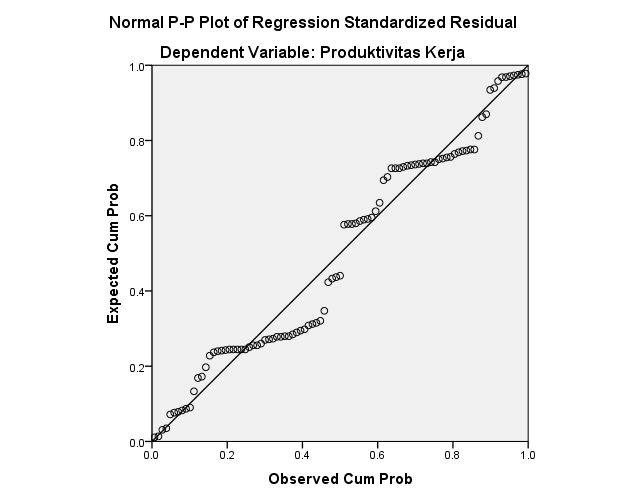 Normal P-P Plot of Regression Standardized Residual
Dependent Variable: Produktivitas Kerja
1.0
0.8
0.6
0.4
0.2
0.0
Expected Cum Prob
0.0 0.2 0.4 0.6 0.8 1.0
Observed Cum Prob